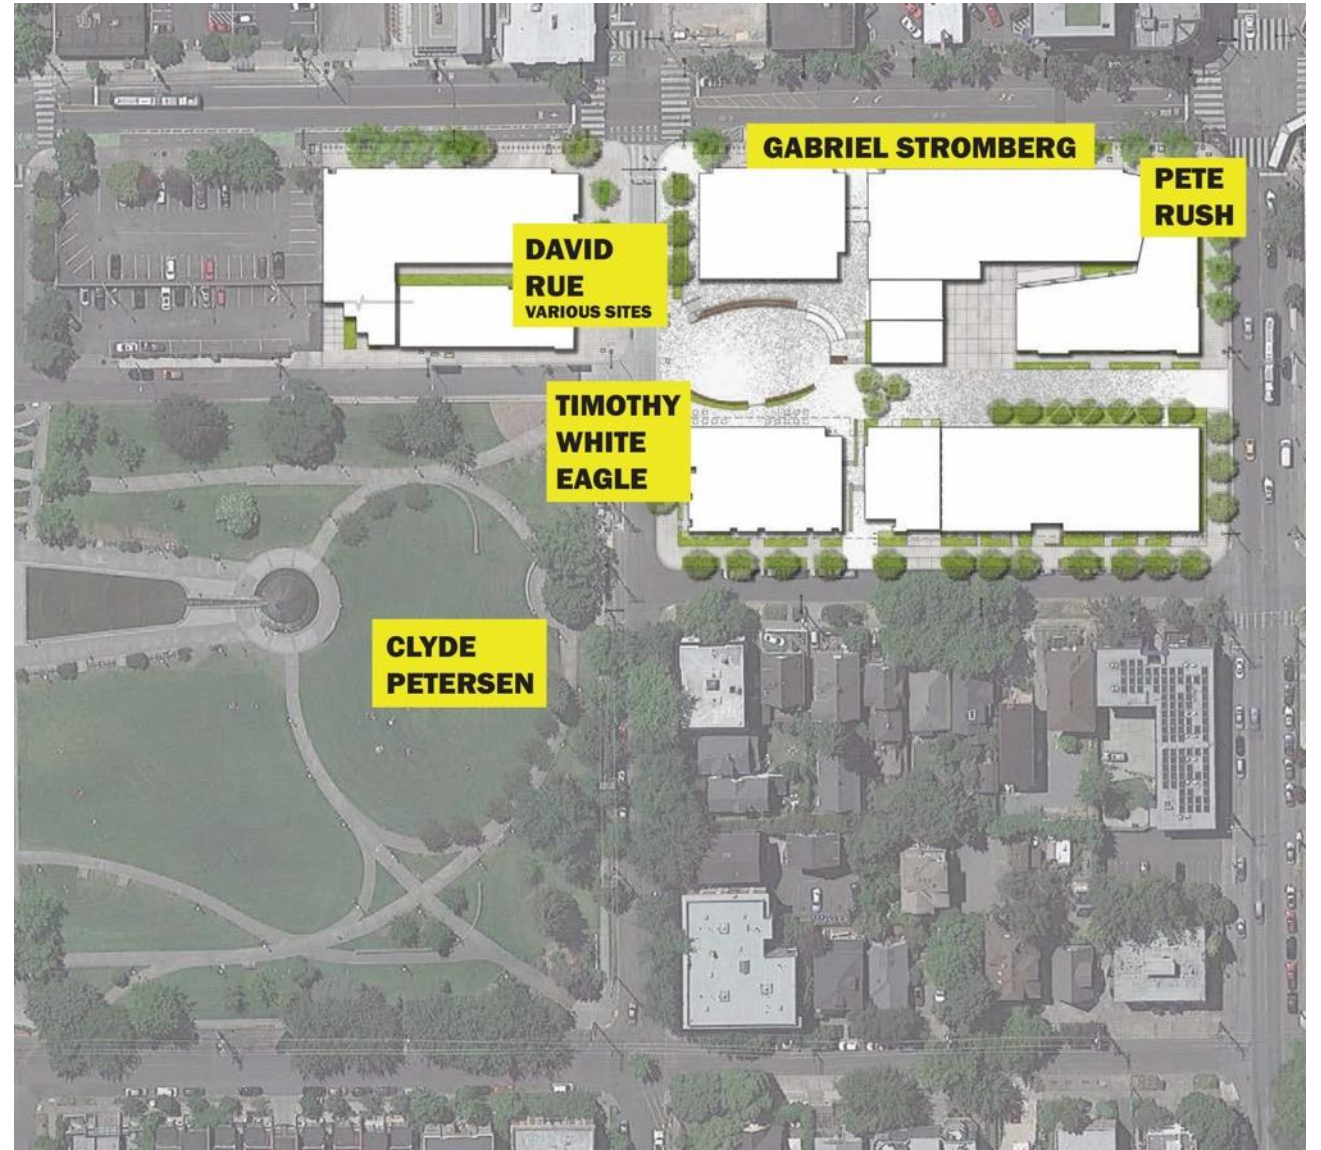 GABRIEL STROMBERG
PETE
RUSH
DAVID
RUE
VARIOUS SITES
TIMOTHY
WHITE
EAGLE
CLYDE
PETERSEN